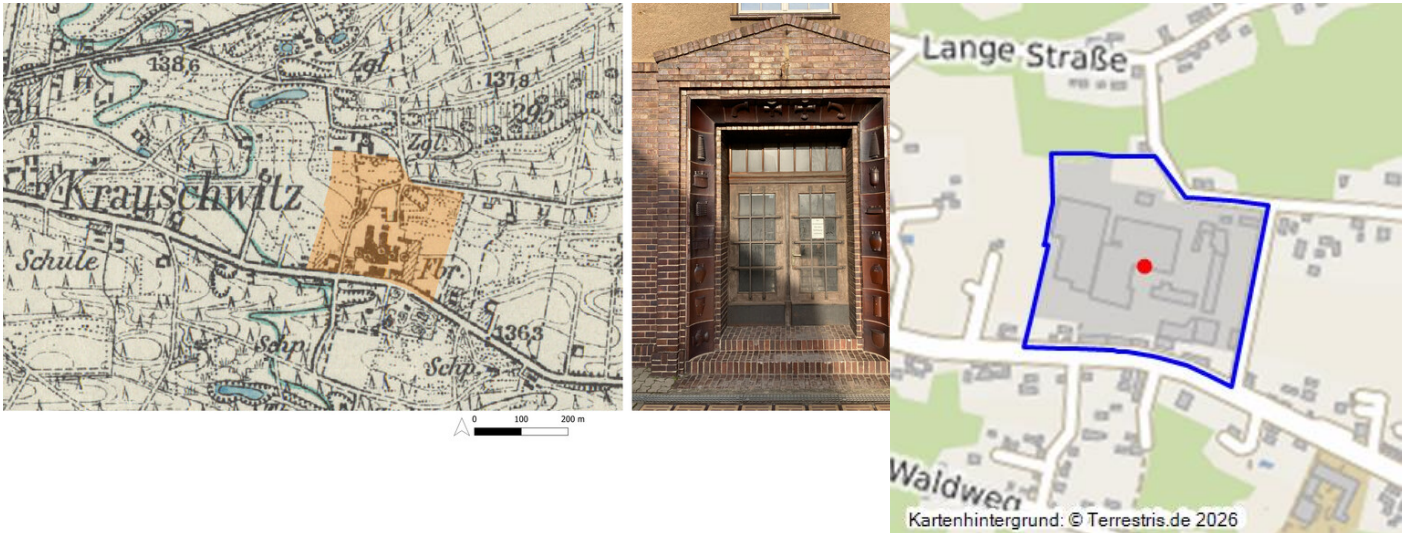 138,6
Zgl.
137,8
295
Zgl.
Krauschwitz
Schule
Fbr.
136,3
Schp.
Schp.
0 100 200 m
Lange Straße
Waldweg
Kartenhintergrund: © Terrestris.de 2026